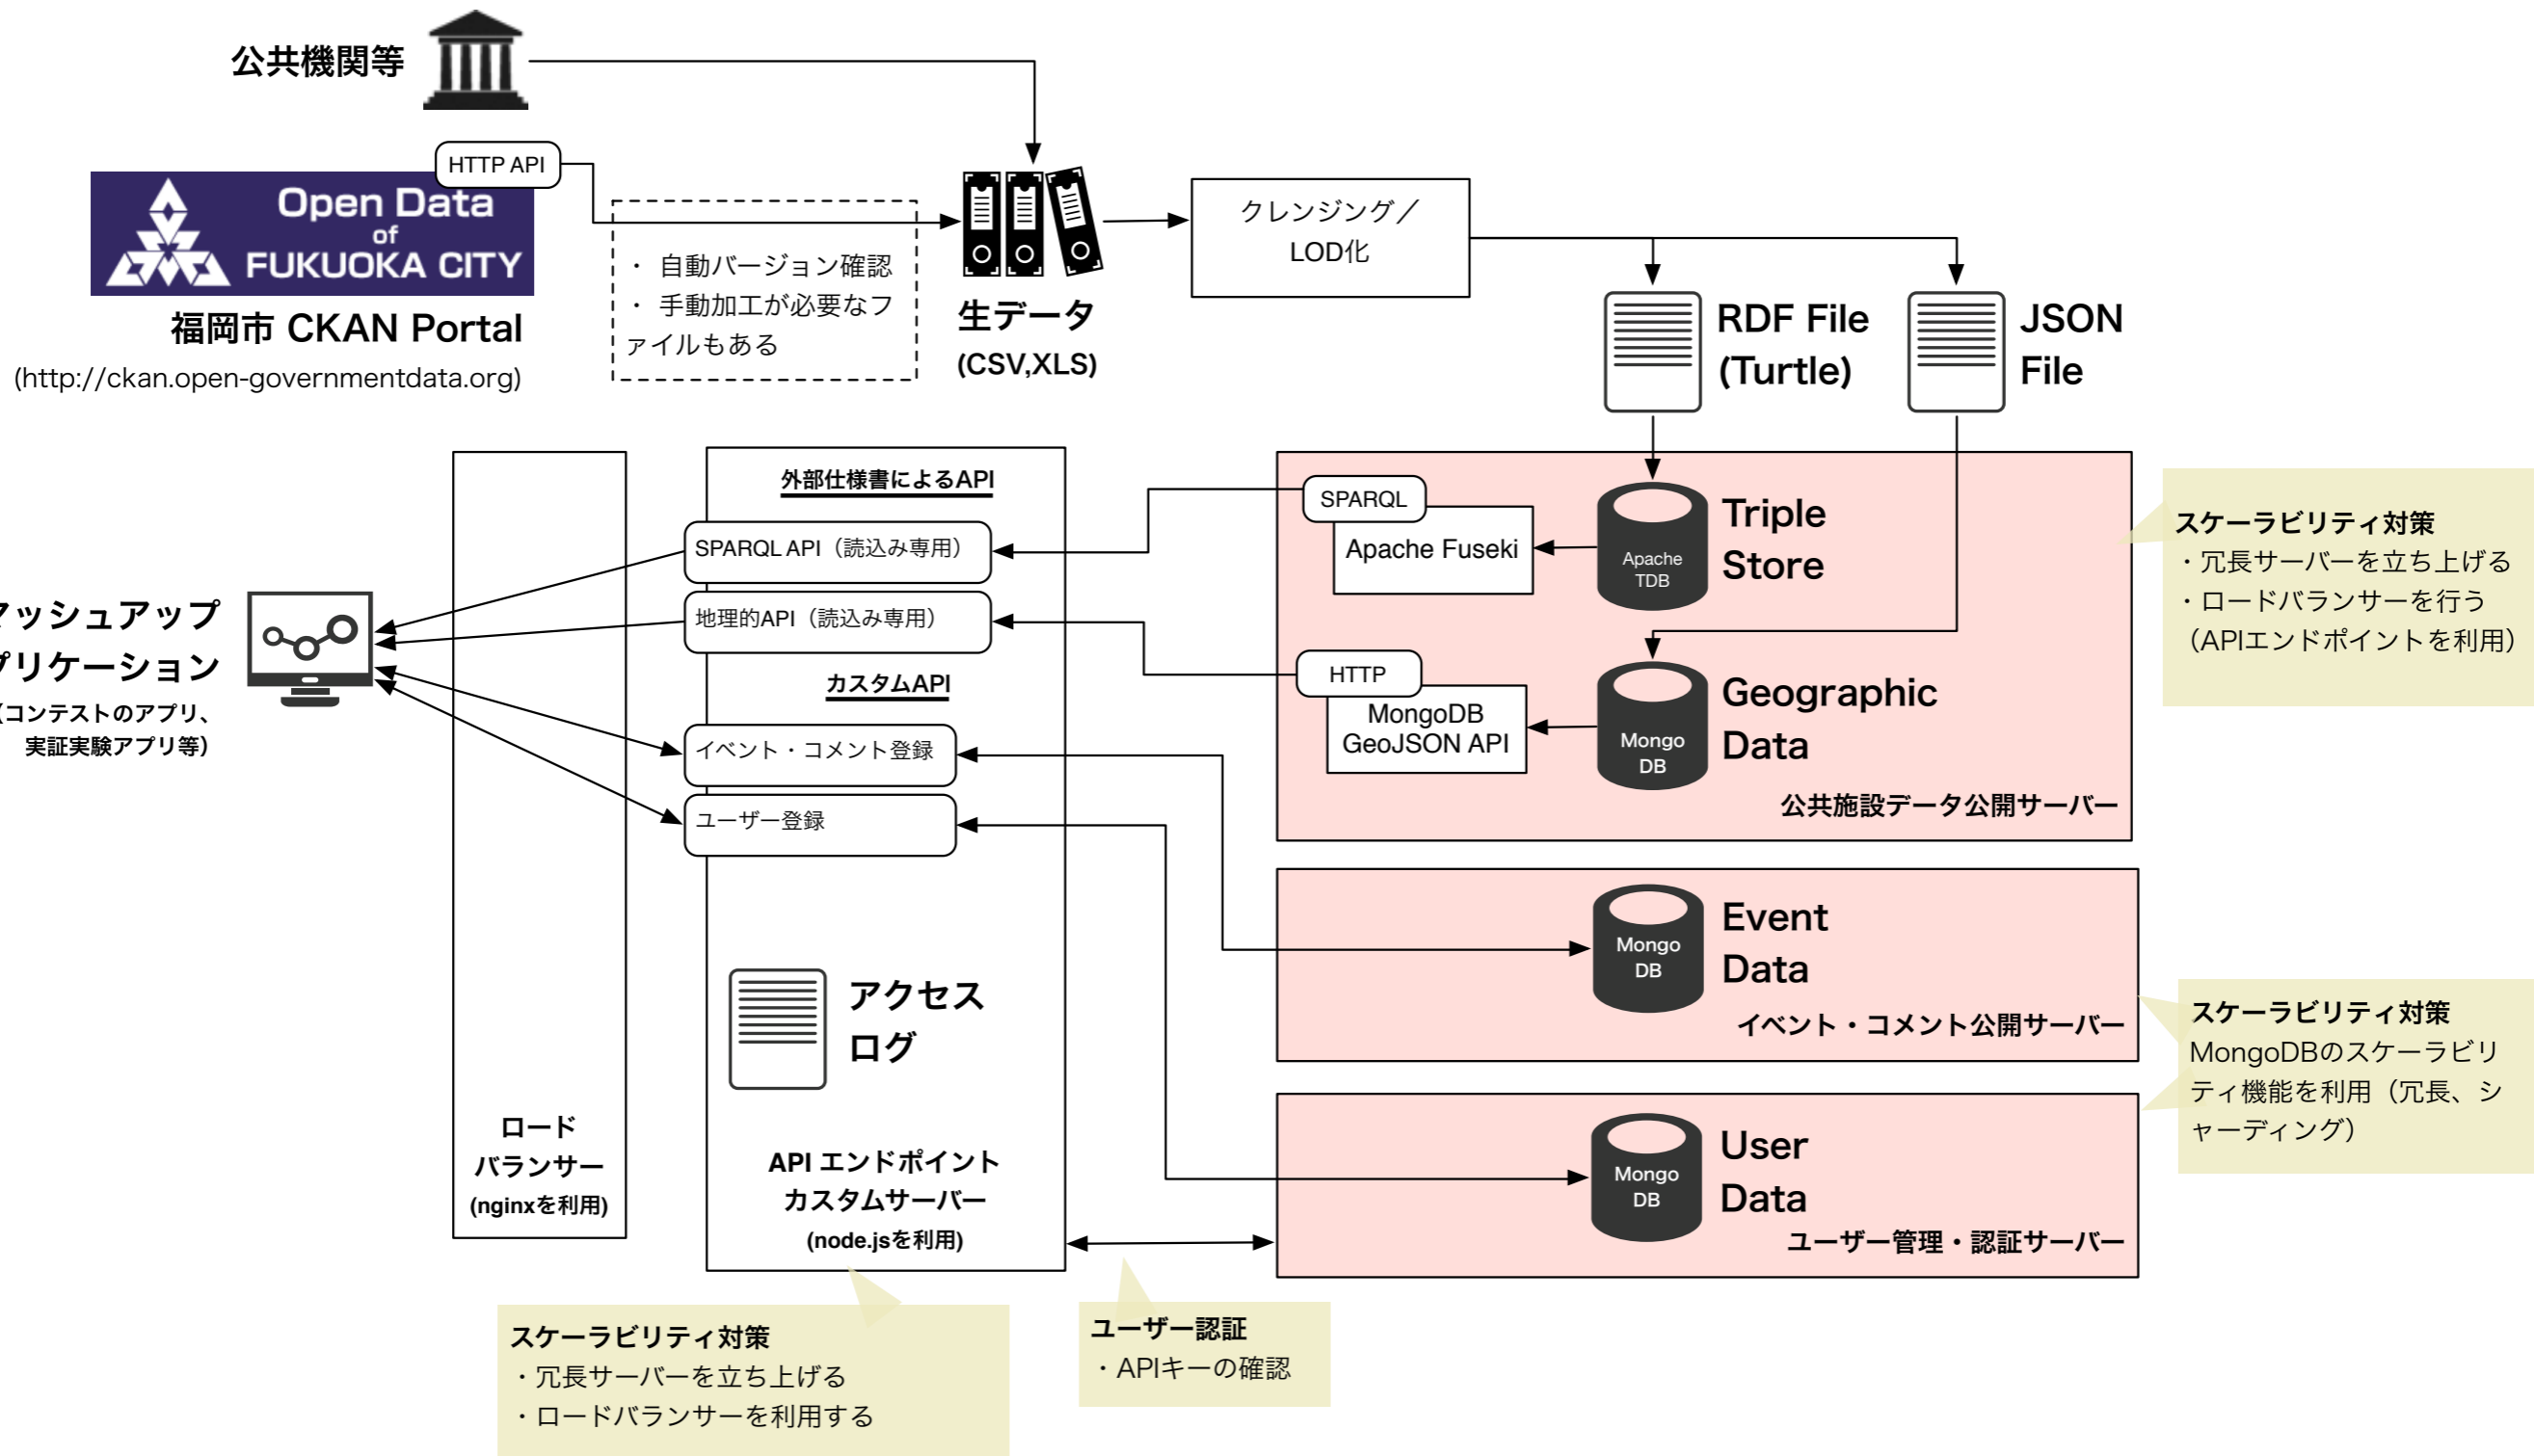 公共機関等
HTTP API
Open Data
of
FUKUOKA CITY
福岡市 CKAN Portal
(http://ckan.open-governmentdata.org)
・ 自動バージョン確認
・ 手動加工が必要なフ
ァイルもある
生データ
(CSV,XLS)
クレンジング／
LOD化
RDF File
(Turtle)
JSON
File
マッシュアップ
プリケーション
（コンテストのアプリ、
実証実験アプリ等）
ロード
バランサー
(nginxを利用)
外部仕様書によるAPI
SPARQL API（読込み専用）
地理的API（読込み専用）
カスタムAPI
イベント・コメント登録
ユーザー登録
アクセス
ログ
API エンドポイント
カスタムサーバー
(node.jsを利用)
SPARQL
Apache Fuseki
Apache
TDB
Triple
Store
HTTP
MongoDB
GeoJSON API
Mongo
DB
Geographic
Data
公共施設データ公開サーバー
Mongo
DB
Event
Data
イベント・コメント公開サーバー
Mongo
DB
User
Data
ユーザー管理・認証サーバー
スケーラビリティ対策
・冗長サーバーを立ち上げる
・ロードバランサーを行う
（APIエンドポイントを利用）
スケーラビリティ対策
MongoDBのスケーラビリ
ティ機能を利用（冗長、シ
ャーディング）
スケーラビリティ対策
・冗長サーバーを立ち上げる
・ロードバランサーを利用する
ユーザー認証
・APIキーの確認